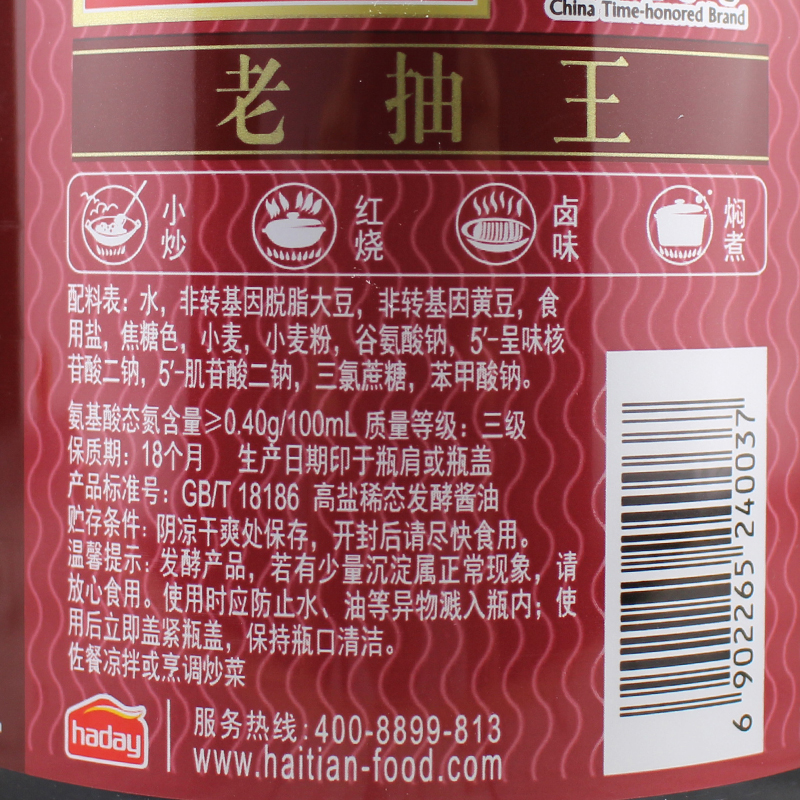 China Time-honored Brand
老抽王
小炒 红烧 卤味 焖煮
配料表：水，非转基因脱脂大豆，非转基因黄豆，食
用盐，焦糖色，小麦，小麦粉，谷氨酸钠，5′-呈味核
苷酸二钠，5′-肌苷酸二钠，三氯蔗糖，苯甲酸钠。
氨基酸态氮含量≥0.40g/100mL 质量等级：三级
保质期：18个月 生产日期印于瓶肩或瓶盖
产品标准号：GB/T 18186 高盐稀态发酵酱油
贮存条件：阴凉干爽处保存，开封后请尽快食用。
温馨提示：发酵产品，若有少量沉淀属正常现象，请
放心食用。使用时应防止水、油等异物溅入瓶内；使
用后立即盖紧瓶盖，保持瓶口清洁。
佐餐凉拌或烹调炒菜
haday
服务热线：400-8899-813
www.haitian-food.com
6 902265 240037